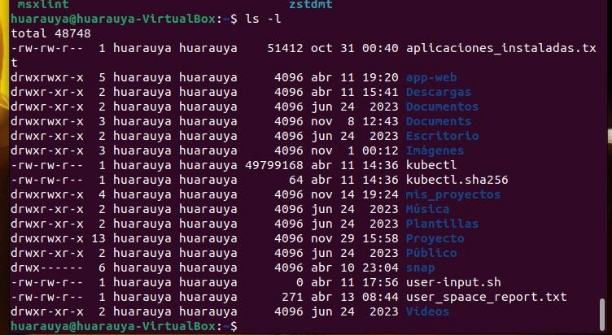 msxlint zstdmt
huarauya@huarauya-VirtualBox:~$ ls -l
total 48748
-rw-rw-r-- 1 huarauya huarauya 51412 oct 31 00:40 aplicaciones_instaladas.tx
t
drwxrwxr-x 5 huarauya huarauya 4096 abr 11 19:20 app-web
drwxr-xr-x 2 huarauya huarauya 4096 abr 11 15:41 Descargas
drwxr-xr-x 2 huarauya huarauya 4096 jun 24 2023 Documentos
drwxrwxr-x 3 huarauya huarauya 4096 nov 8 12:43 Documents
drwxr-xr-x 2 huarauya huarauya 4096 jun 24 2023 Escritorio
drwxr-xr-x 3 huarauya huarauya 4096 nov 1 00:12 Imágenes
-rw-rw-r-- 1 huarauya huarauya 49799168 abr 11 14:36 kubectl
-rw-rw-r-- 1 huarauya huarauya 64 abr 11 14:36 kubectl.sha256
drwxrwxr-x 4 huarauya huarauya 4096 nov 14 19:24 mis_proyectos
drwxr-xr-x 2 huarauya huarauya 4096 jun 24 2023 Música
drwxr-xr-x 2 huarauya huarauya 4096 jun 24 2023 Plantillas
drwxrwxr-x 13 huarauya huarauya 4096 nov 29 15:58 Proyecto
drwxr-xr-x 2 huarauya huarauya 4096 jun 24 2023 Público
drwx------ 6 huarauya huarauya 4096 abr 10 23:04 snap
-rw-rw-r-- 1 huarauya huarauya 0 abr 11 17:56 user-input.sh
-rw-rw-r-- 1 huarauya huarauya 271 abr 13 08:44 user_spaace_report.txt
drwxr-xr-x 2 huarauya huarauya 4096 jun 24 2023 Vídeos
huarauya@huarauya-VirtualBox:~$